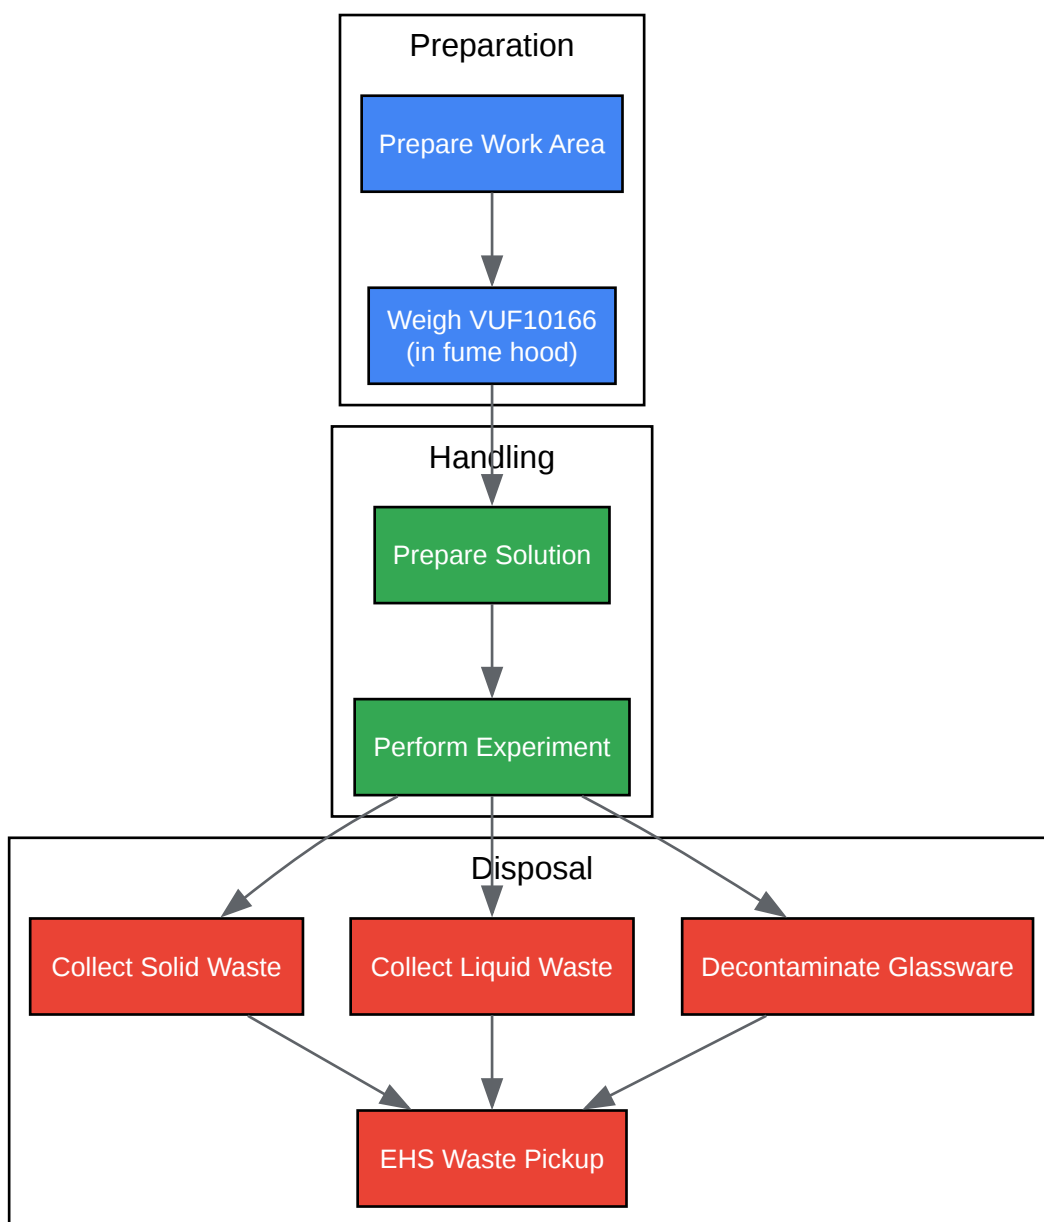 Preparation
Prepare Work Area
Weigh VUF10166
(in fume hood)
Handling
Prepare Solution
Perform Experiment
Disposal
Collect Solid Waste
Collect Liquid Waste
Decontaminate Glassware
EHS Waste Pickup